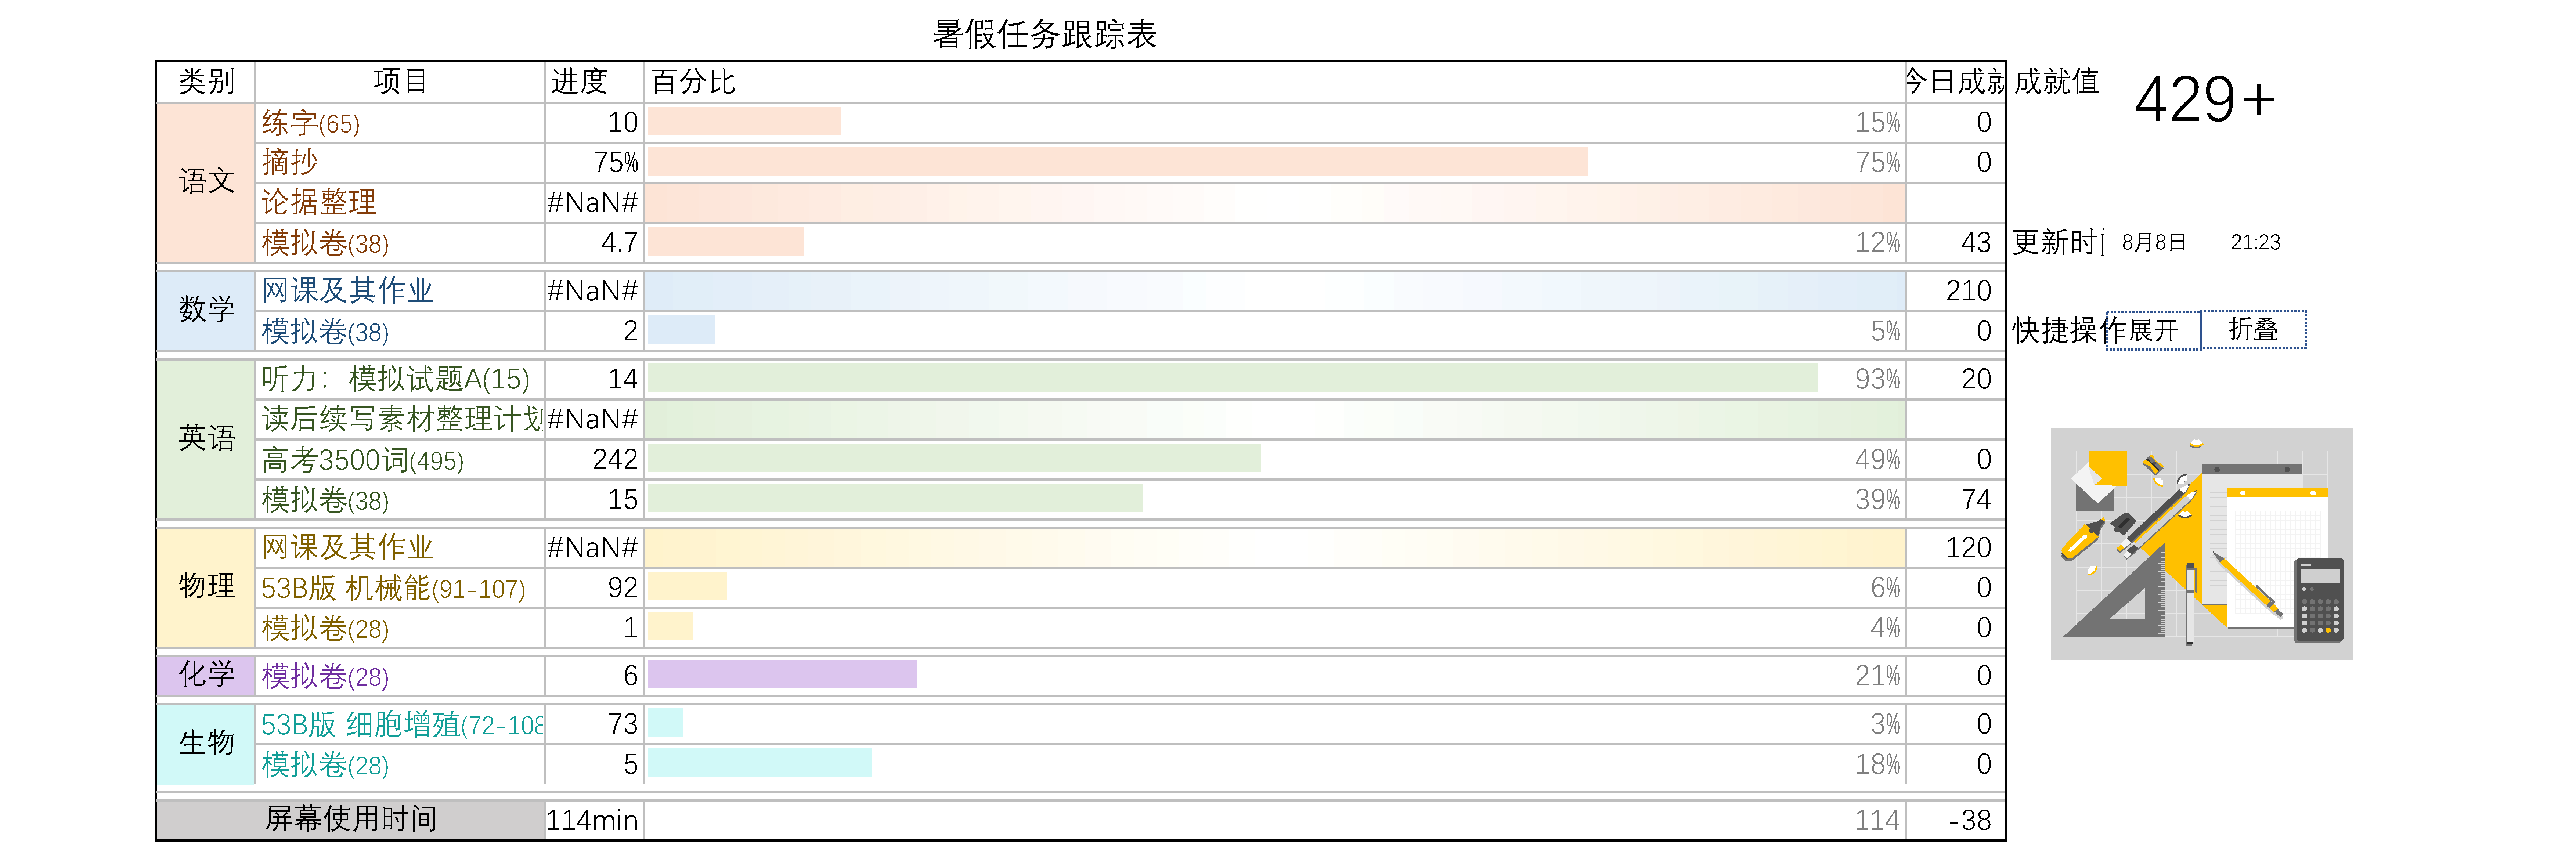 暑假任务跟踪表
类别 项目 进度 百分比 今日成就 成就值 429+
语文
练字(65) 10 15% 0
摘抄 75% 75% 0
论据整理 #NaN#
模拟卷(38) 4.7 12% 43
更新时间 8月8日 21:23
数学
网课及其作业 #NaN# 210
模拟卷(38) 2 5% 0
快捷操作 展开 折叠
英语
听力：模拟试题A(15) 14 93% 20
读后续写素材整理计划 #NaN#
高考3500词(495) 242 49% 0
模拟卷(38) 15 39% 74
物理
网课及其作业 #NaN# 120
53B版 机械能(91-107) 92 6% 0
模拟卷(28) 1 4% 0
化学
模拟卷(28) 6 21% 0
生物
53B版 细胞增殖(72-108 73 3% 0
模拟卷(28) 5 18% 0
屏幕使用时间 114min 114 -38